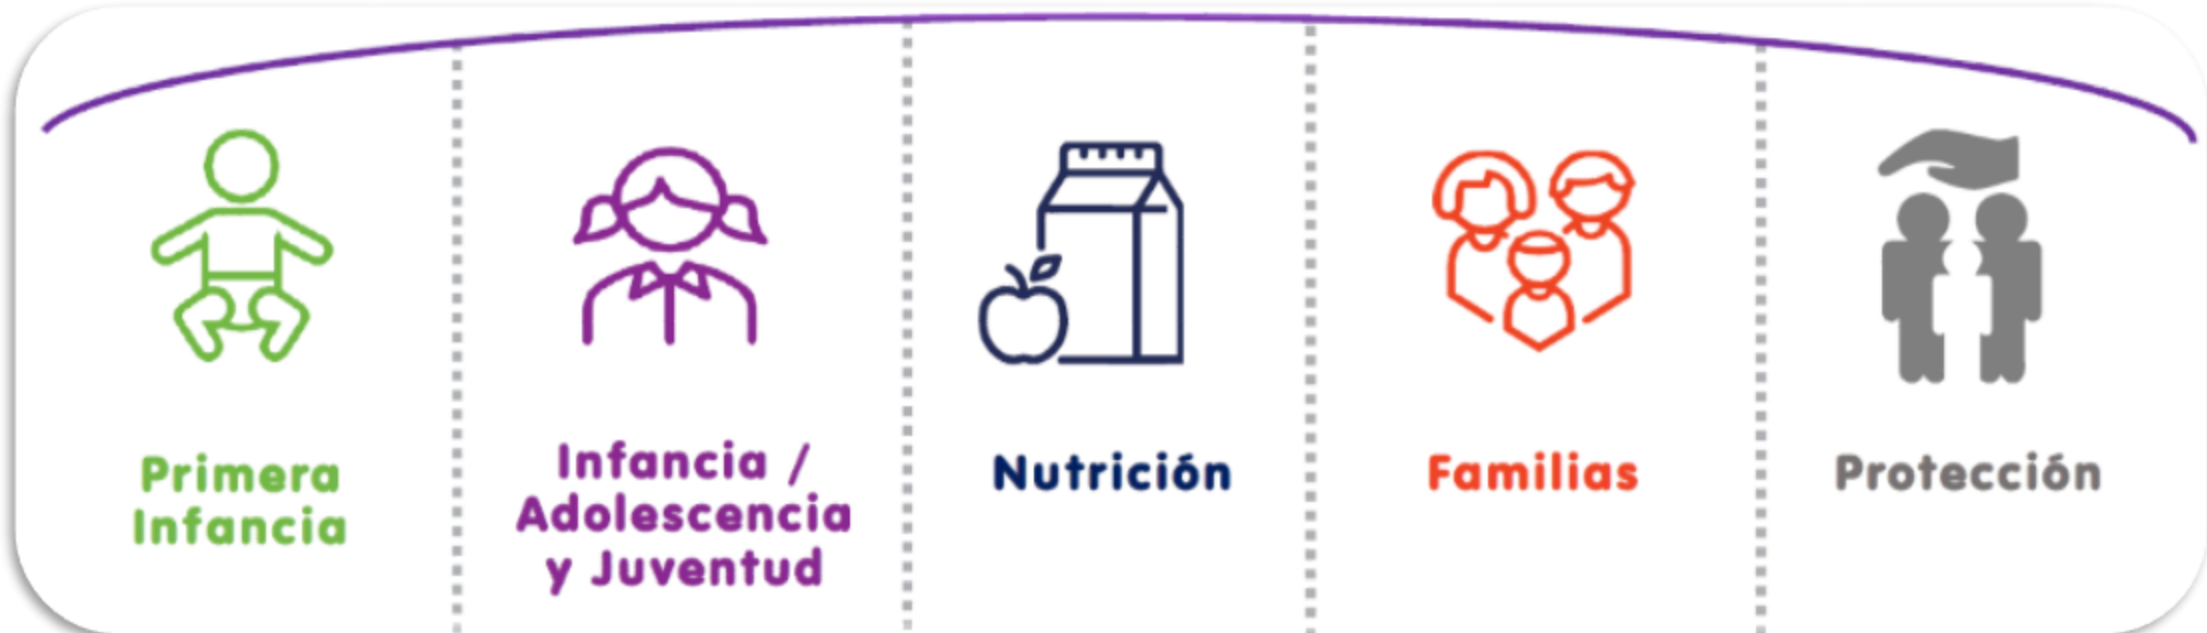 Primera
Infancia
Infancia /
Adolescencia
y Juventud
Nutrición
Familias
Protección